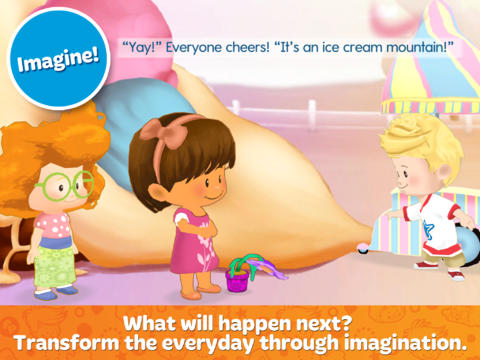 Imagine!
“Yay!” Everyone cheers! “It’s an ice cream mountain!”
What will happen next?
Transform the everyday through imagination.